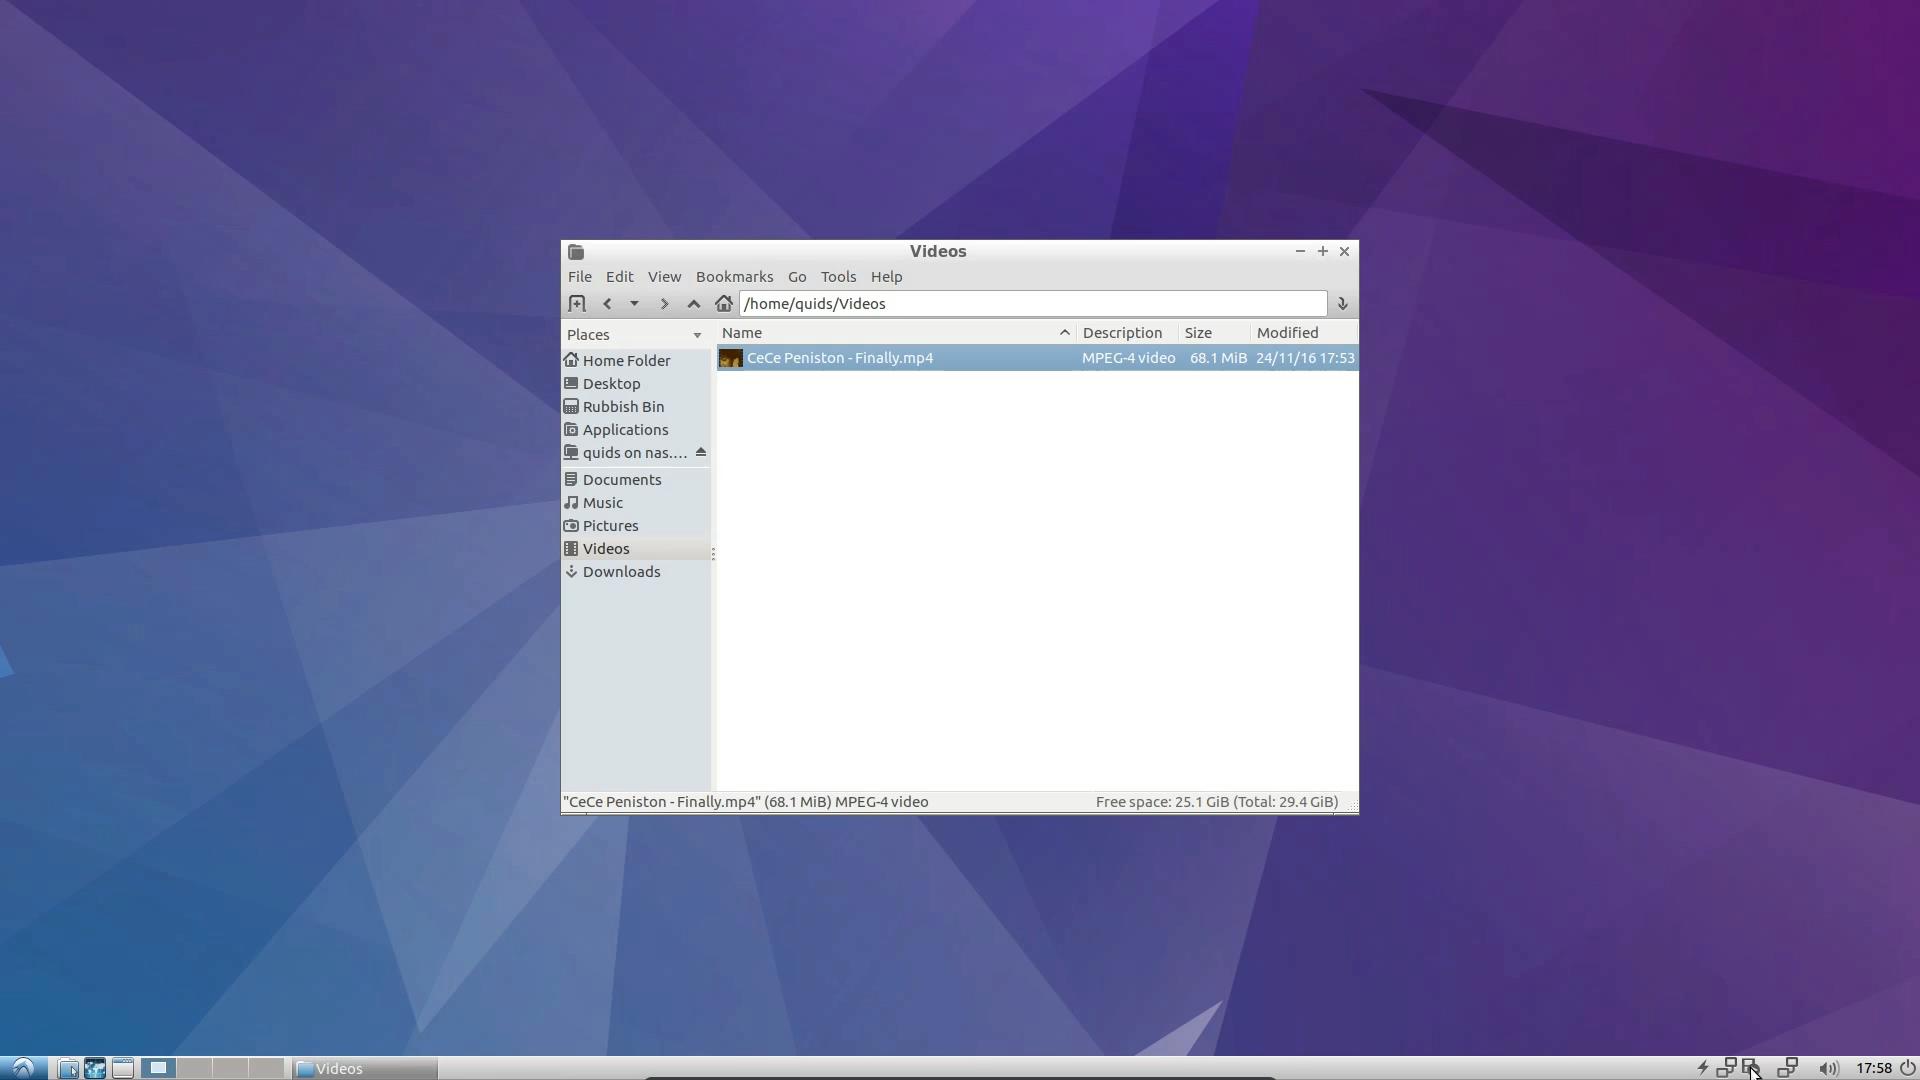 Videos
File Edit View Bookmarks Go Tools Help
/home/quids/Videos
Places
Home Folder
Desktop
Rubbish Bin
Applications
quids on nas....
Documents
Music
Pictures
Videos
Downloads
Name Description Size Modified
CeCe Peniston - Finally.mp4 MPEG-4 video 68.1 MiB 24/11/16 17:53
"CeCe Peniston - Finally.mp4" (68.1 MiB) MPEG-4 video Free space: 25.1 GiB (Total: 29.4 GiB)
Videos 17:58